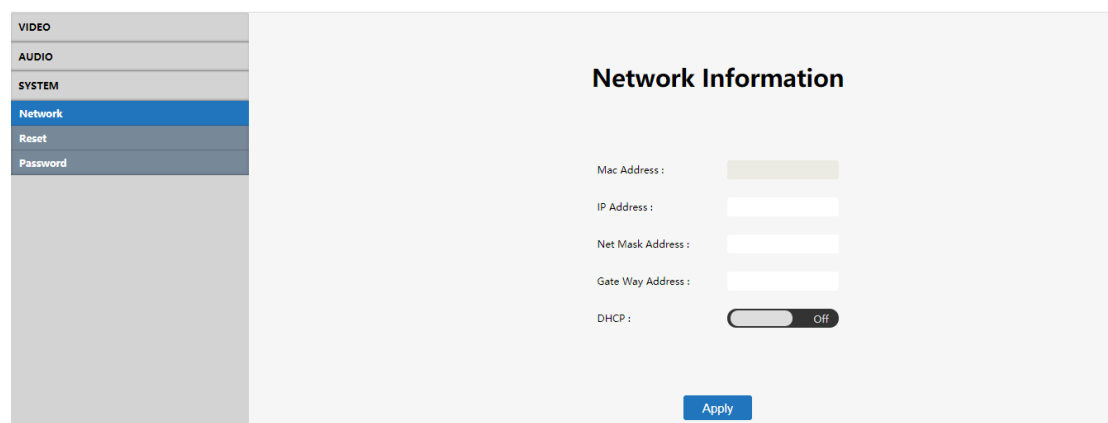 VIDEO
AUDIO
SYSTEM
Network
Reset
Password
Network Information
Mac Address :
IP Address :
Net Mask Address :
Gate Way Address :
DHCP : Off
Apply